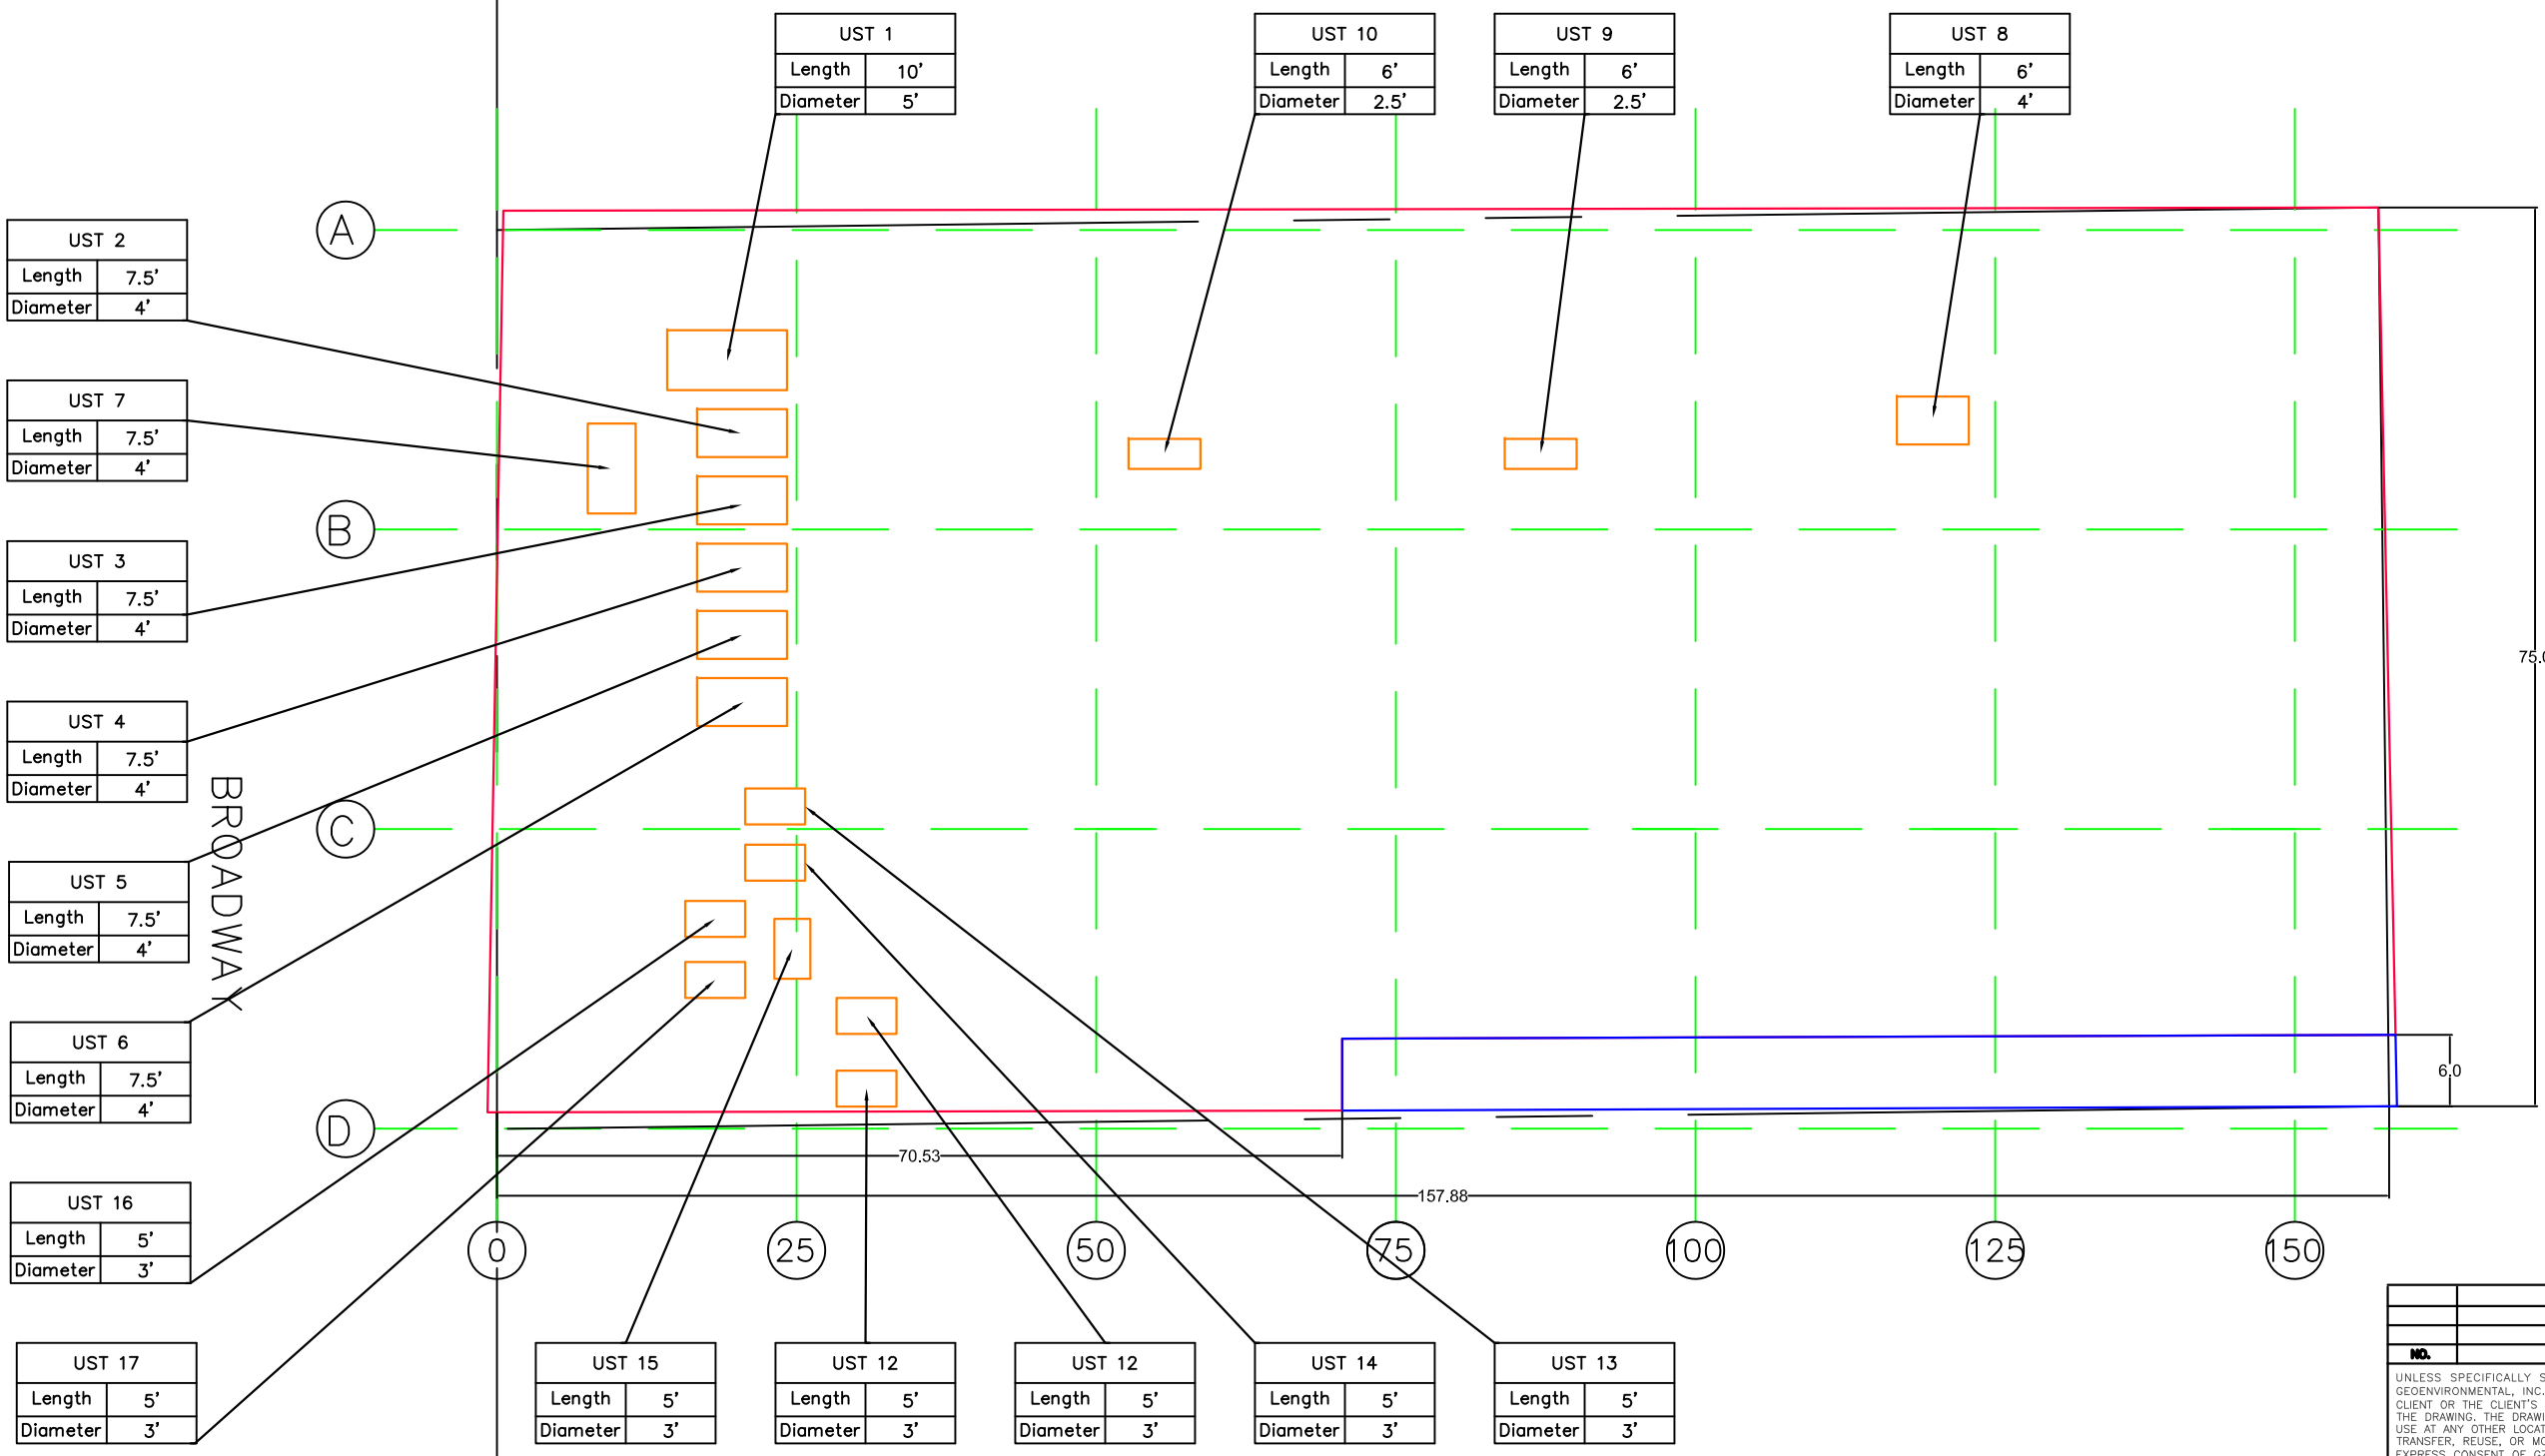 UST 1
Length 10'
Diameter 5'
UST 10
Length 6'
Diameter 2.5'
UST 9
Length 6'
Diameter 2.5'
UST 8
Length 6'
Diameter 4'
UST 2
Length 7.5'
Diameter 4'
UST 7
Length 7.5'
Diameter 4'
UST 3
Length 7.5'
Diameter 4'
UST 4
Length 7.5'
Diameter 4'
UST 5
Length 7.5'
Diameter 4'
UST 6
Length 7.5'
Diameter 4'
UST 16
Length 5'
Diameter 3'
UST 17
Length 5'
Diameter 3'
BROADWAY
A
B
C
D
75.0
6.0
70.53
157.88
0 25 50 75 100 125 150
UST 15
Length 5'
Diameter 3'
UST 12
Length 5'
Diameter 3'
UST 12
Length 5'
Diameter 3'
UST 14
Length 5'
Diameter 3'
UST 13
Length 5'
Diameter 3'
NO.
UNLESS SPECIFICALLY
GEOENVIRONMENTAL, INC.
CLIENT OR THE CLIENT'S
THE DRAWING. THE
USE AT ANY OTHER
TRANSFER, REUSE, OR
EXPRESS CONSENT OF